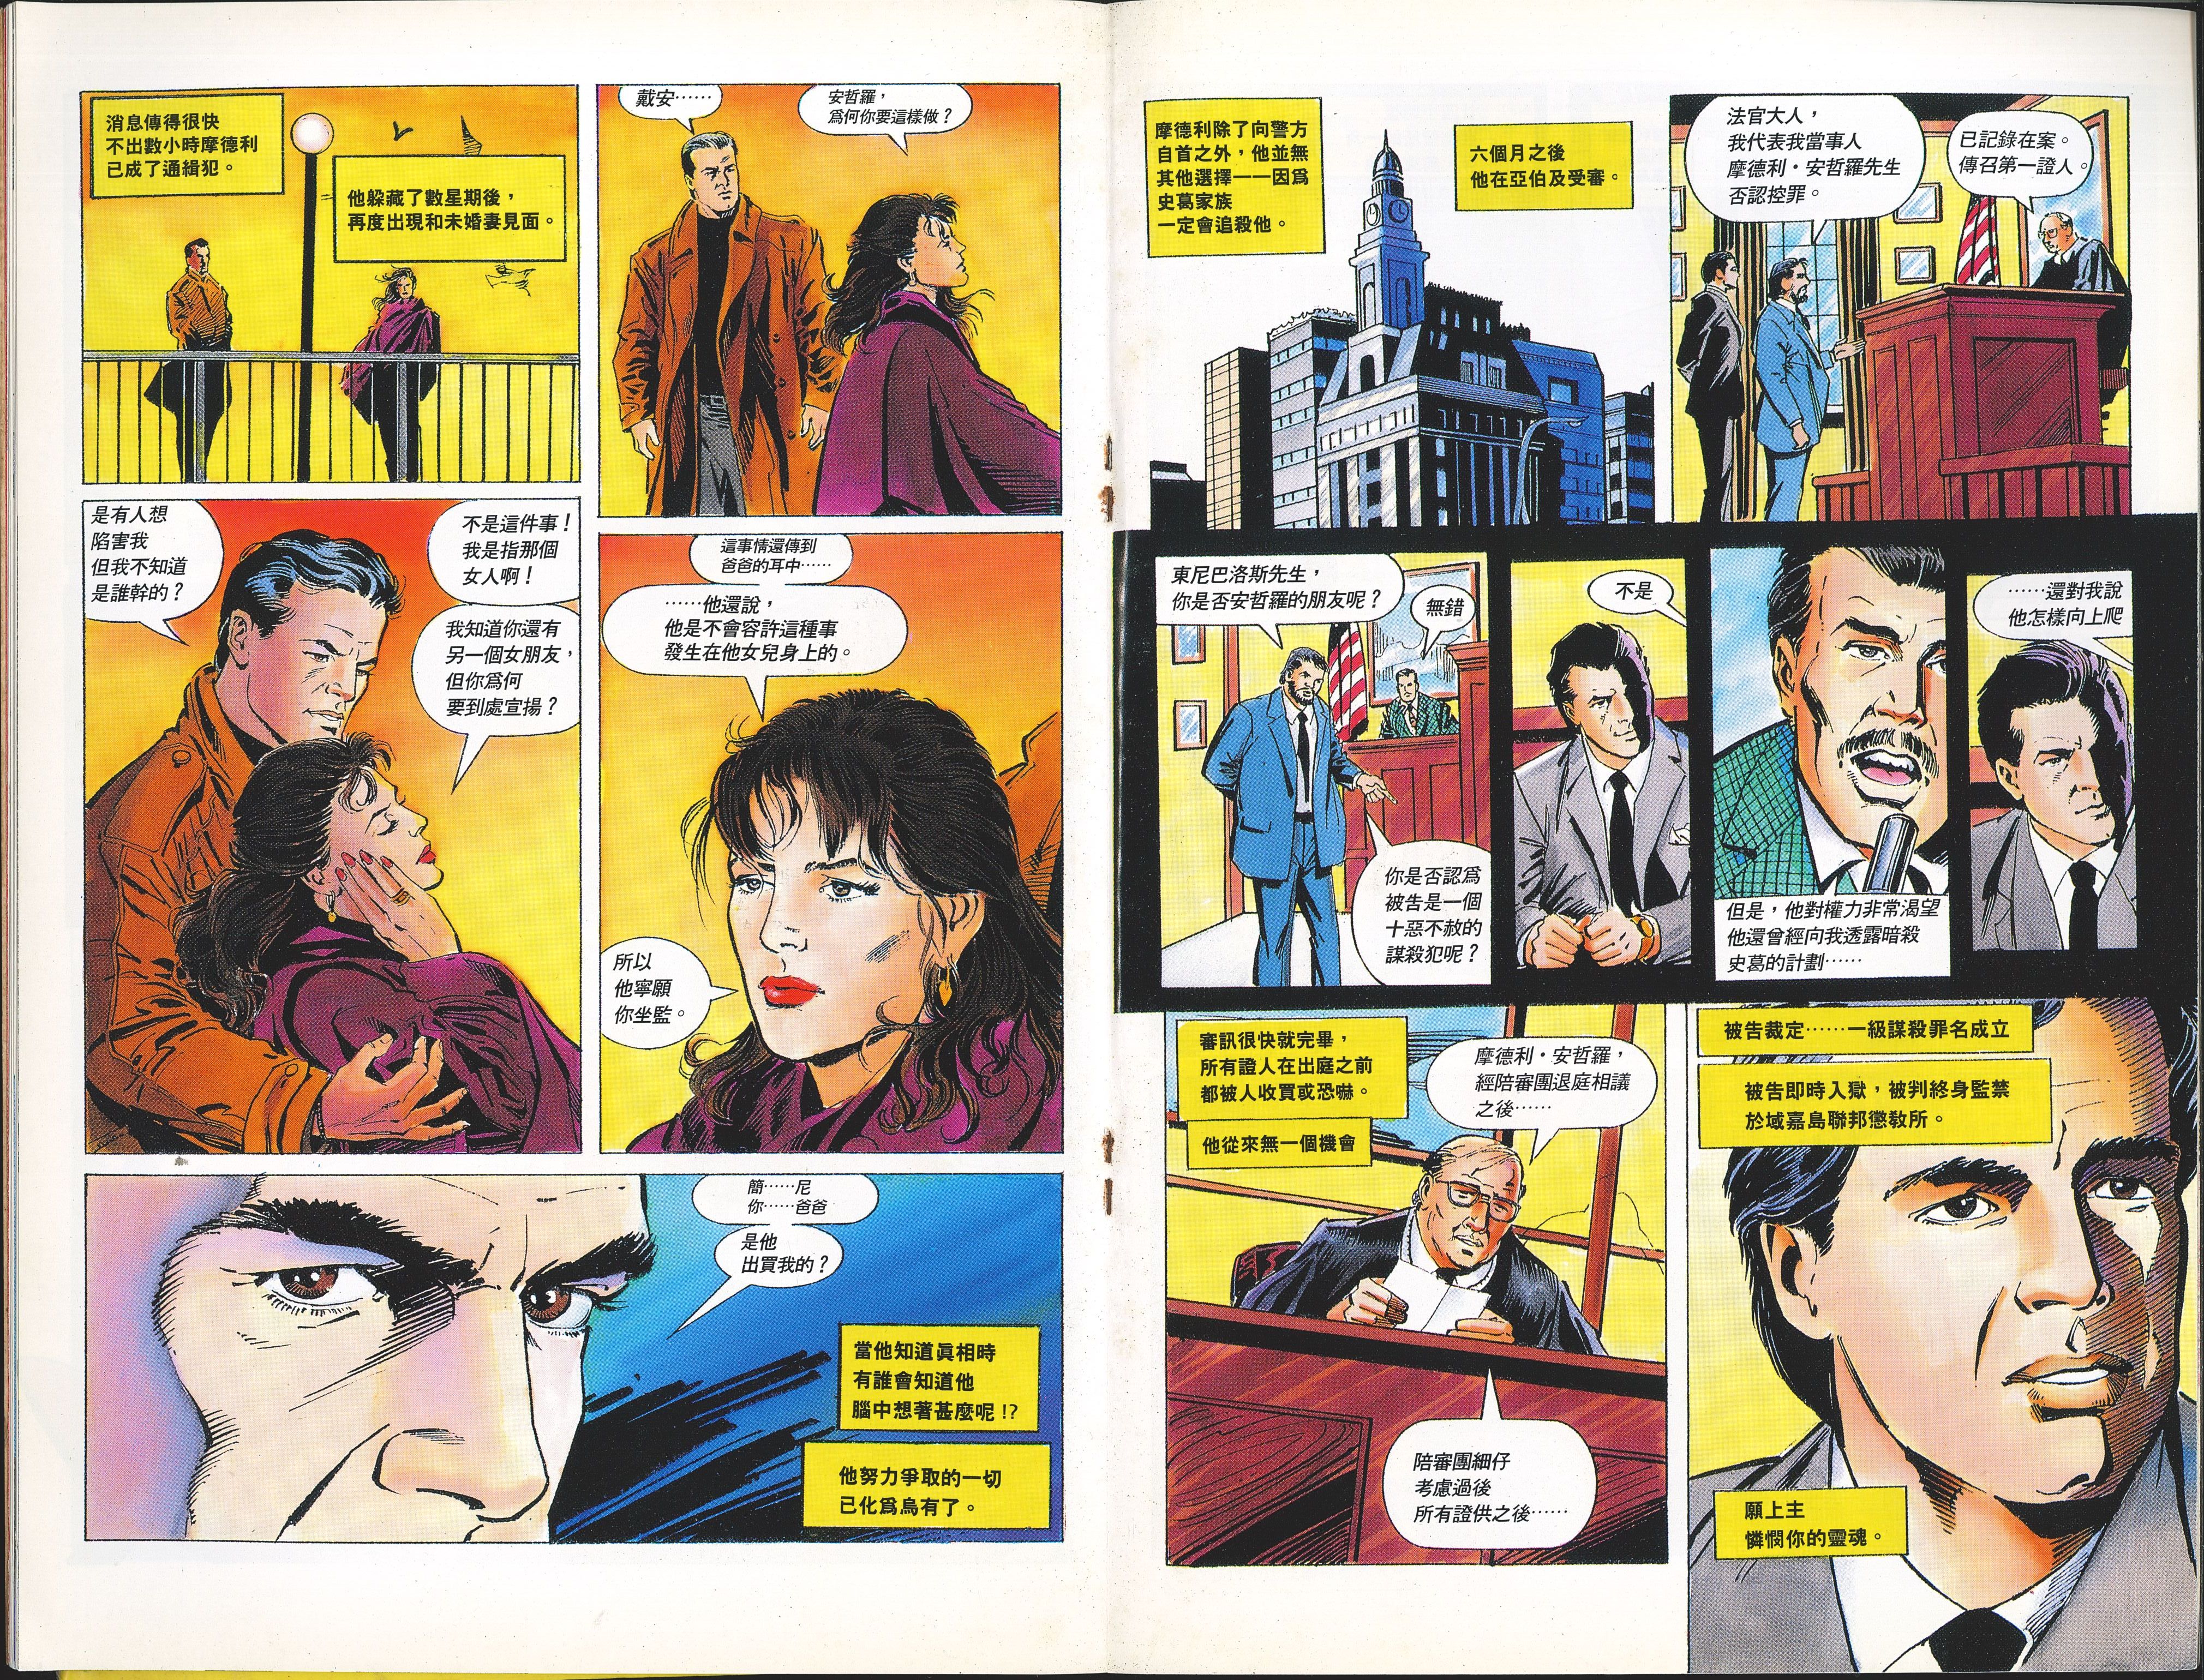 消息傳得很快
不出數小時摩德利
已成了通緝犯。
他躲藏了數星期後，
再度出現和未婚妻見面。
戴安……
安哲羅，
爲何你要這樣做？
是有人想
陷害我
但我不知道
是誰幹的？
不是這件事！
我是指那個
女人啊！
我知道你還有
另一個女朋友，
但你爲何
要到處宣揚？
這事情還傳到
爸爸的耳中……
……他還說，
他是不會容許這種事
發生在他女兒身上的。
所以
他寧願
你坐監。
簡……尼
你……爸爸
是他
出買我的？
當他知道眞相時
有誰會知道他
腦中想著甚麼呢!?
他努力爭取的一切
已化爲烏有了。
摩德利除了向警方
自首之外，他並無
其他選擇——因爲
史葛家族
一定會追殺他。
六個月之後
他在亞伯及受審。
法官大人，
我代表我當事人
摩德利・安哲羅先生
否認控罪。
已記錄在案。
傳召第一證人。
東尼巴洛斯先生，
你是否安哲羅的朋友呢？
無錯
你是否認爲
被告是一個
十惡不赦的
謀殺犯呢？
不是
但是，他對權力非常渴望
他還曾經向我透露暗殺
史葛的計劃……
……還對我說
他怎樣向上爬
審訊很快就完畢，
所有證人在出庭之前
都被人收買或恐嚇。
他從來無一個機會
摩德利・安哲羅，
經陪審團退庭相議
之後……
陪審團細仔
考慮過後
所有證供之後……
被告裁定……一級謀殺罪名成立
被告即時入獄，被判終身監禁
於域嘉島聯邦懲教所。
願上主
憐憫你的靈魂。